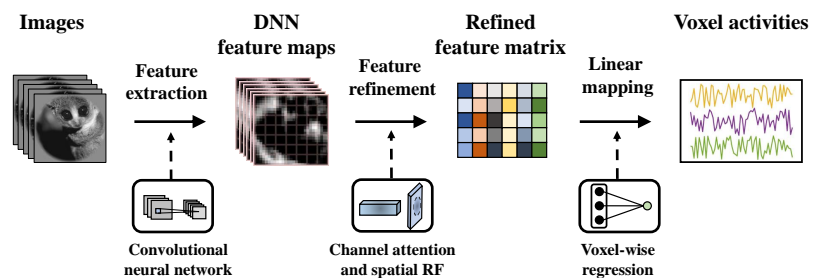 Images
DNN
feature maps
Refined
feature matrix
Voxel activities
Feature
extraction
Feature
refinement
Linear
mapping
Convolutional
neural network
Channel attention
and spatial RF
Voxel-wise
regression